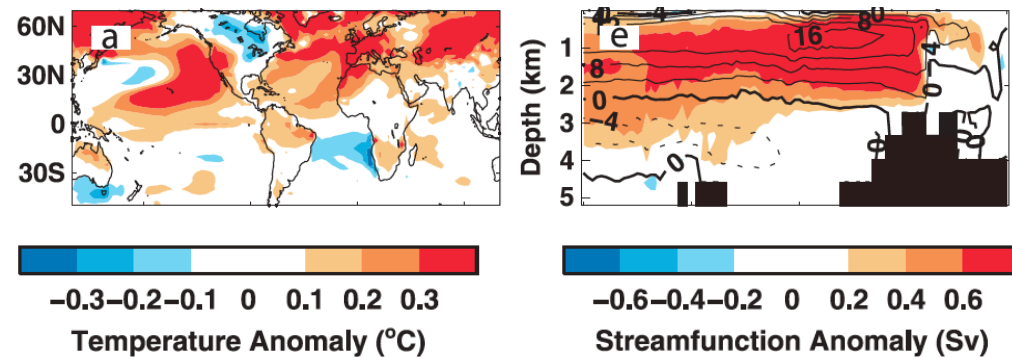 60N
30N
0
30S
a
−0.3−0.2−0.1 0 0.1 0.2 0.3
Temperature Anomaly (°C)
e
Depth (km)
1
2
3
4
5
16
8
0
−4
8
0
−4
0
0
−0.6−0.4−0.2 0 0.2 0.4 0.6
Streamfunction Anomaly (Sv)